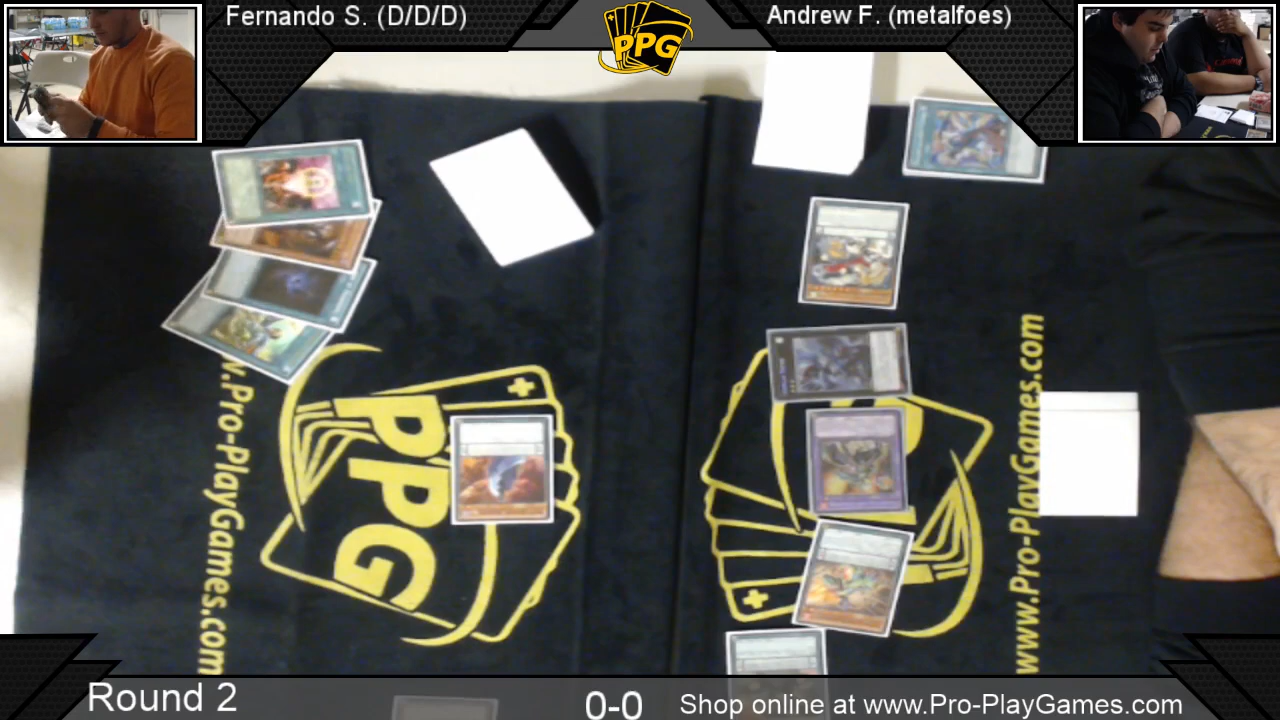 Fernando S. (D/D/D)
PPG
Andrew F. (metalfoes)
w.Pro-PlayGames.com
PPG
www.Pro-PlayGames.com
Round 2
0-0
Shop online at www.Pro-PlayGames.com